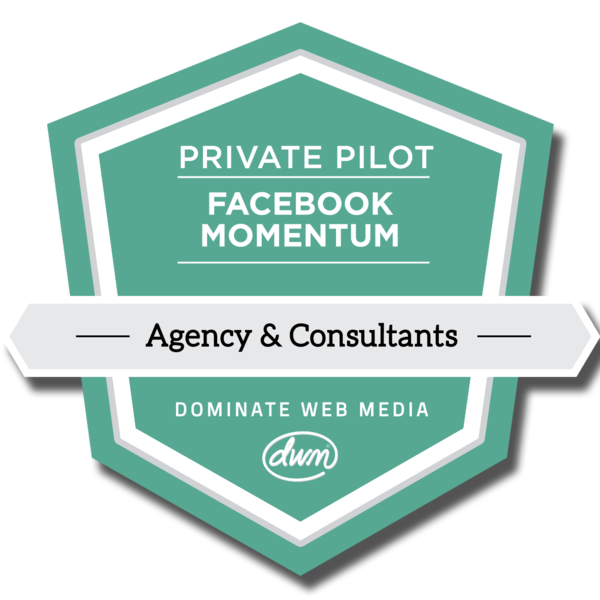 PRIVATE PILOT
FACEBOOK
MOMENTUM
Agency & Consultants
DOMINATE WEB MEDIA
dwm